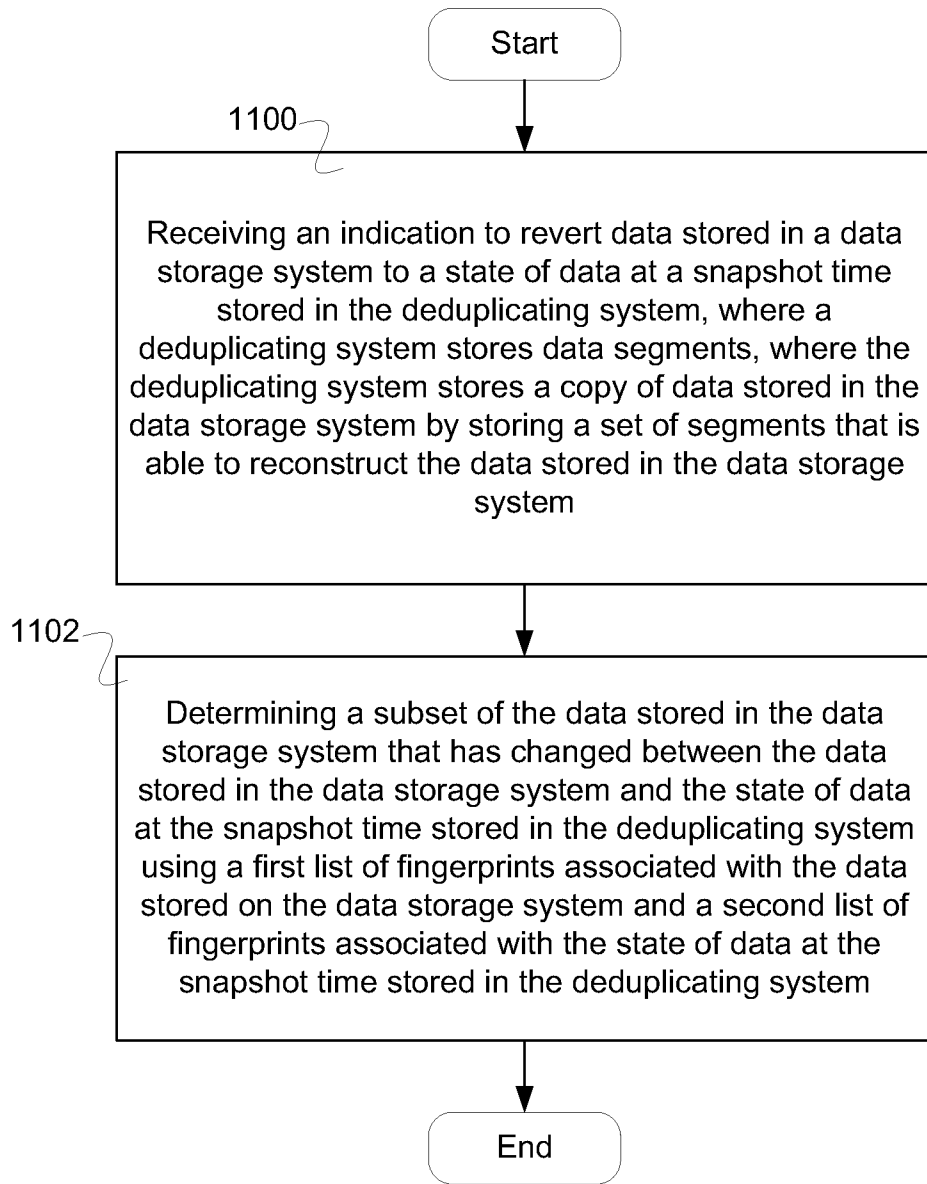 Start
1100
Receiving an indication to revert data stored in a data
storage system to a state of data at a snapshot time
stored in the deduplicating system, where a
deduplicating system stores data segments, where the
deduplicating system stores a copy of data stored in the
data storage system by storing a set of segments that is
able to reconstruct the data stored in the data storage
system
1102
Determining a subset of the data stored in the data
storage system that has changed between the data
stored in the data storage system and the state of data
at the snapshot time stored in the deduplicating system
using a first list of fingerprints associated with the data
stored on the data storage system and a second list of
fingerprints associated with the state of data at the
snapshot time stored in the deduplicating system
End